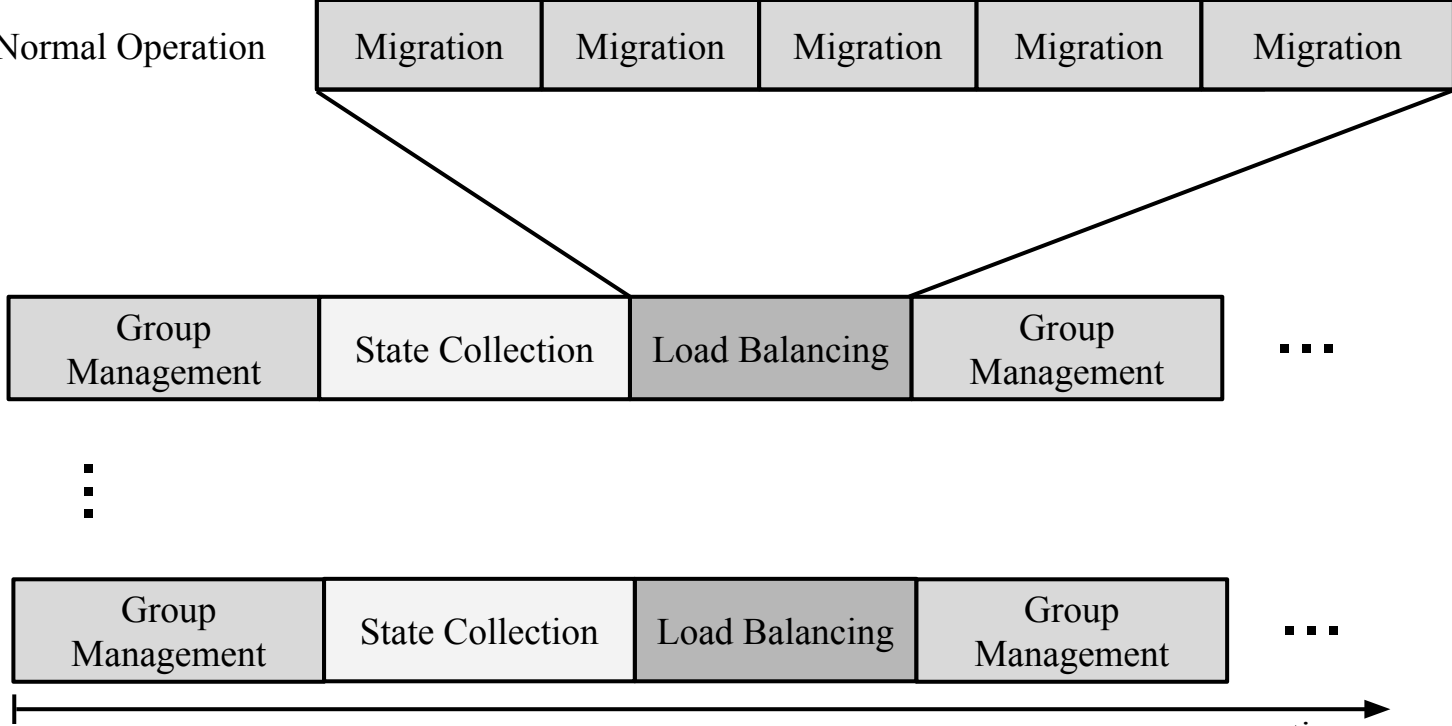 Normal Operation Migration Migration Migration Migration Migration
Group Management State Collection Load Balancing Group Management ...
Group Management State Collection Load Balancing Group Management ...